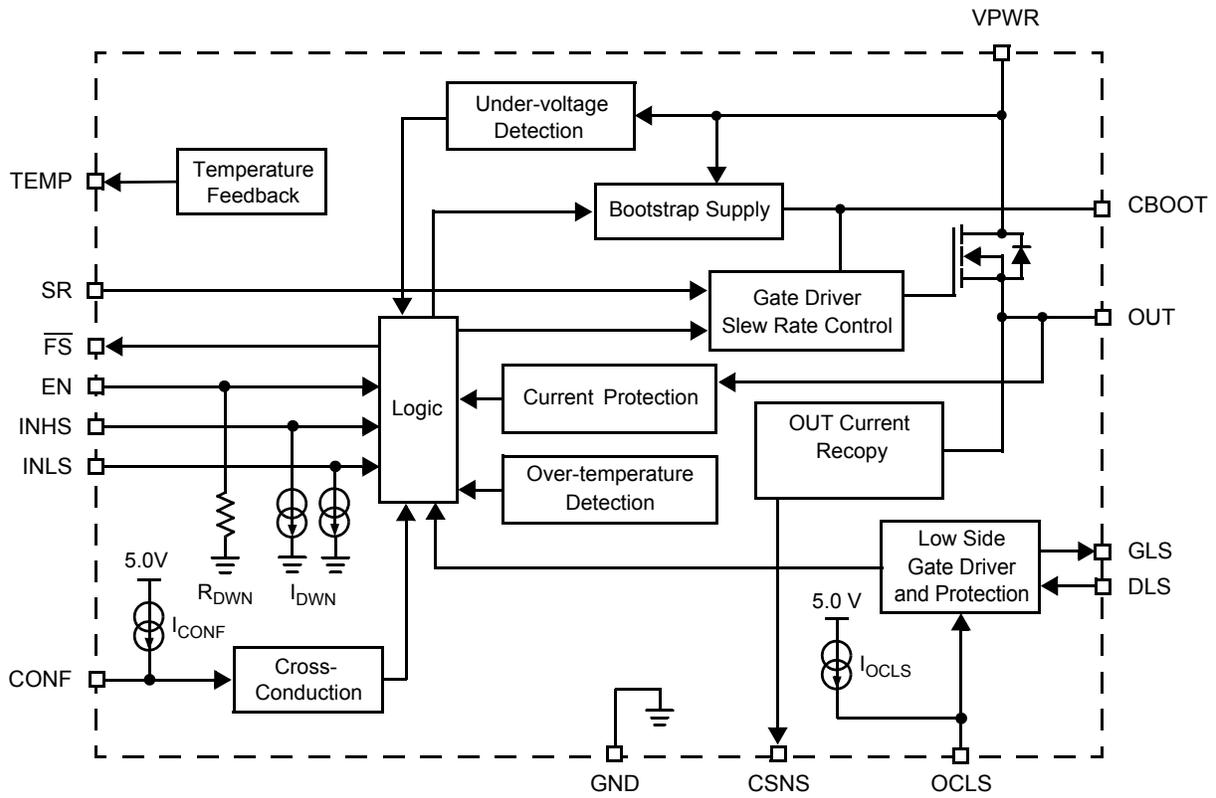 VPWR
Under-voltage
Detection
TEMP
Temperature
Feedback
Bootstrap Supply
CBOOT
SR
Gate Driver
Slew Rate Control
OUT
FS
EN
INHS
INLS
Logic
Current Protection
OUT Current
Recopy
Over-temperature
Detection
Low Side
Gate Driver
and Protection
GLS
DLS
5.0V
RDWN
IDWN
ICONF
5.0 V
IOCLS
CONF
Cross-
Conduction
GND
CSNS
OCLS